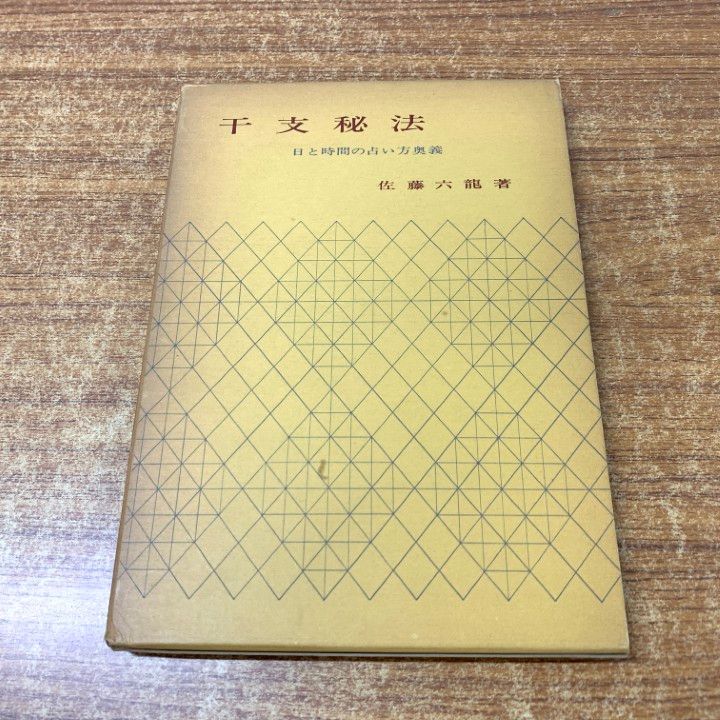 干支秘法
日と時間の占い方奥義
佐藤六龍著